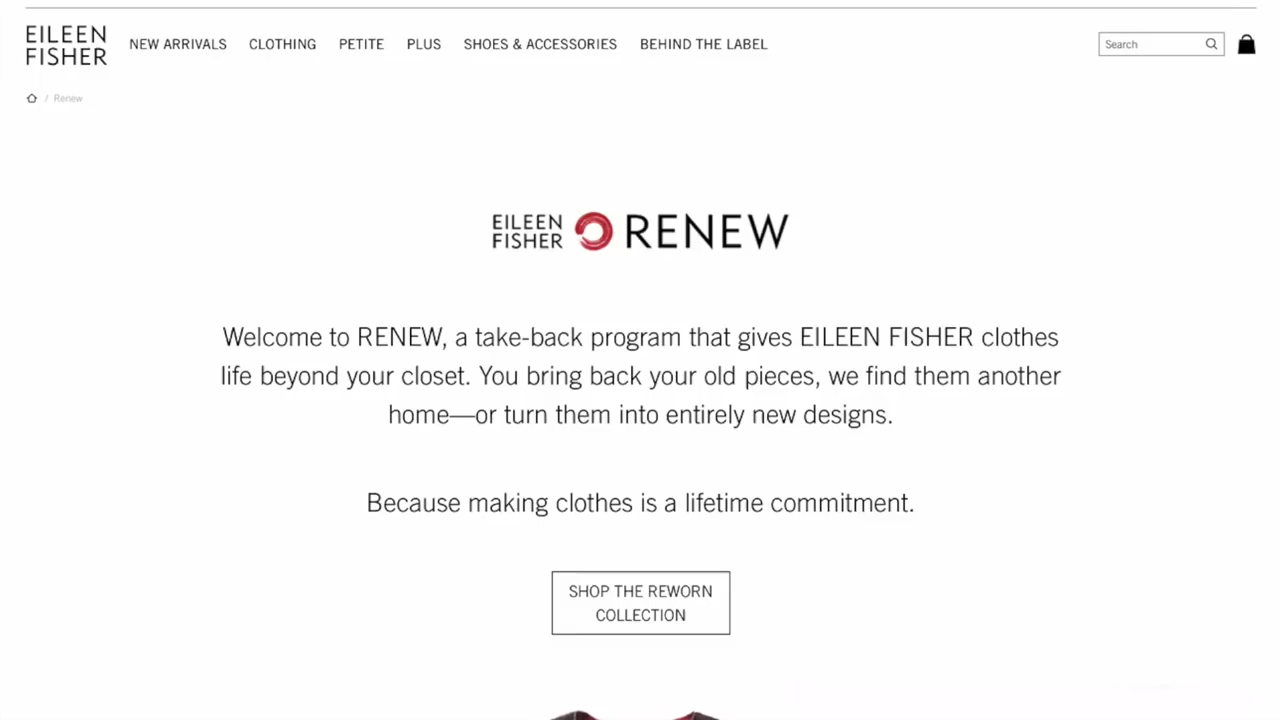 EILEEN
FISHER
NEW ARRIVALS CLOTHING PETITE PLUS SHOES & ACCESSORIES BEHIND THE LABEL
Search
/ Renew
EILEEN
FISHER
RENEW
Welcome to RENEW, a take-back program that gives EILEEN FISHER clothes
life beyond your closet. You bring back your old pieces, we find them another
home—or turn them into entirely new designs.
Because making clothes is a lifetime commitment.
SHOP THE REWORN
COLLECTION